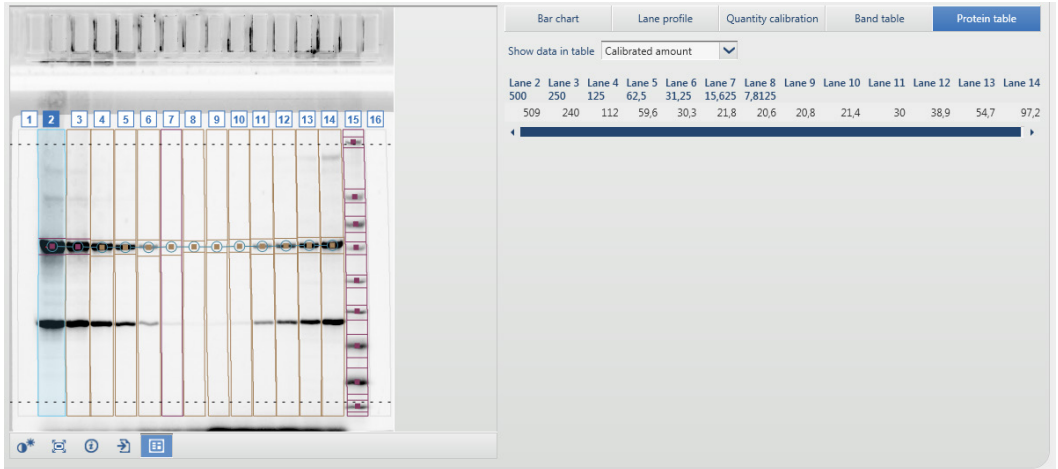 Bar chart Lane profile Quantity calibration Band table Protein table
Show data in table Calibrated amount
Lane 2 Lane 3 Lane 4 Lane 5 Lane 6 Lane 7 Lane 8 Lane 9 Lane 10 Lane 11 Lane 12 Lane 13 Lane 14
500 250 125 62,5 31,25 15,625 7,8125
509 240 112 59,6 30,3 21,8 20,6 20,8 21,4 30 38,9 54,7 97,2
1 2 3 4 5 6 7 8 9 10 11 12 13 14 15 16